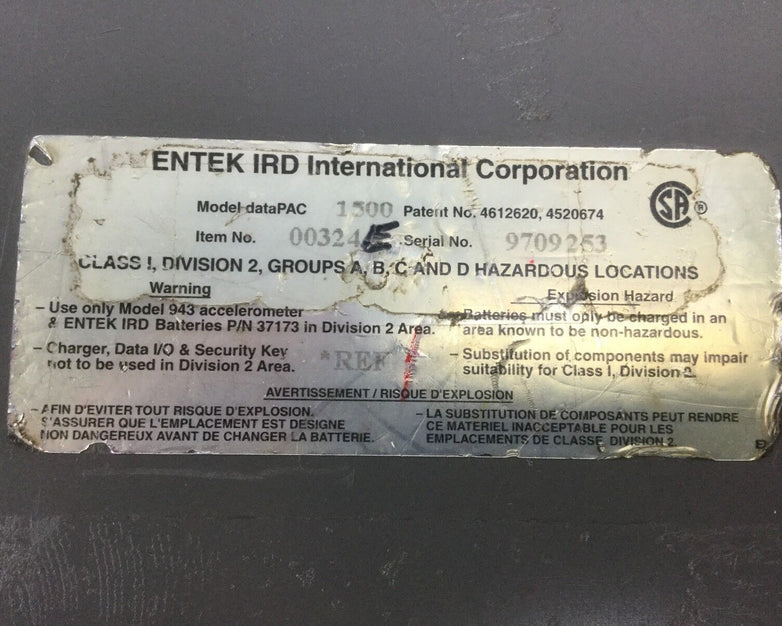 ENTEK IRD International Corporation
Model dataPAC 1500 Patent No. 4612620, 4520674
Item No. 00324 Serial No. 9709253
CLASS I, DIVISION 2, GROUPS A, B, C AND D HAZARDOUS LOCATIONS
Warning
– Use only Model 943 accelerometer
& ENTEK IRD Batteries P/N 37173 in Division 2 Area.
– Charger, Data I/O & Security Key
not to be used in Division 2 Area.
*REF
Explosion Hazard
Batteries must only be charged in an
area known to be non-hazardous.
– Substitution of components may impair
suitability for Class I, Division 2.
AVERTISSEMENT / RISQUE D'EXPLOSION
– AFIN D'EVITER TOUT RISQUE D'EXPLOSION.
S'ASSURER QUE L'EMPLACEMENT EST DESIGNE
NON DANGEREUX AVANT DE CHANGER LA BATTERIE.
– LA SUBSTITUTION DE COMPOSANTS PEUT RENDRE
CE MATERIEL INACCEPTABLE POUR LES
EMPLACEMENTS DE CLASSE, DIVISION 2.
SA ®